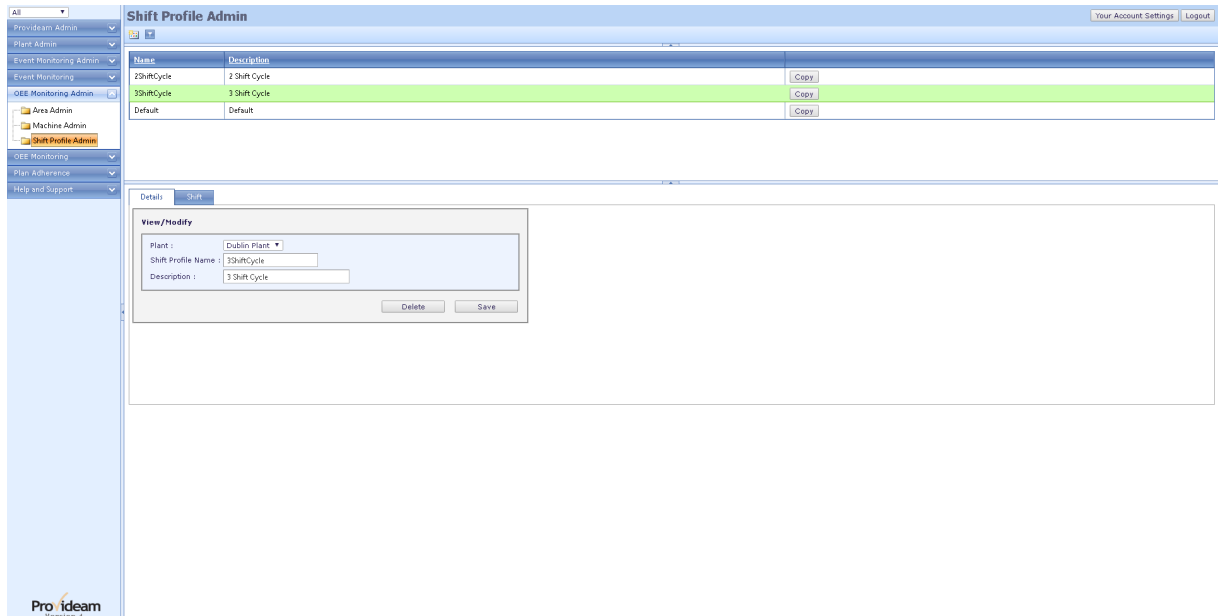 All
Shift Profile Admin
Your Account Settings Logout
Provideam Admin
Plant Admin
Event Monitoring Admin
Event Monitoring
OEE Monitoring Admin
Area Admin
Machine Admin
Shift Profile Admin
OEE Monitoring
Plan Adherence
Help and Support
Name Description
2ShiftCycle 2 Shift Cycle Copy
3ShiftCycle 3 Shift Cycle Copy
Default Default Copy
Details Shift
View/Modify
Plant : Dublin Plant
Shift Profile Name : 3ShiftCycle
Description : 3 Shift Cycle
Delete Save
Provideam